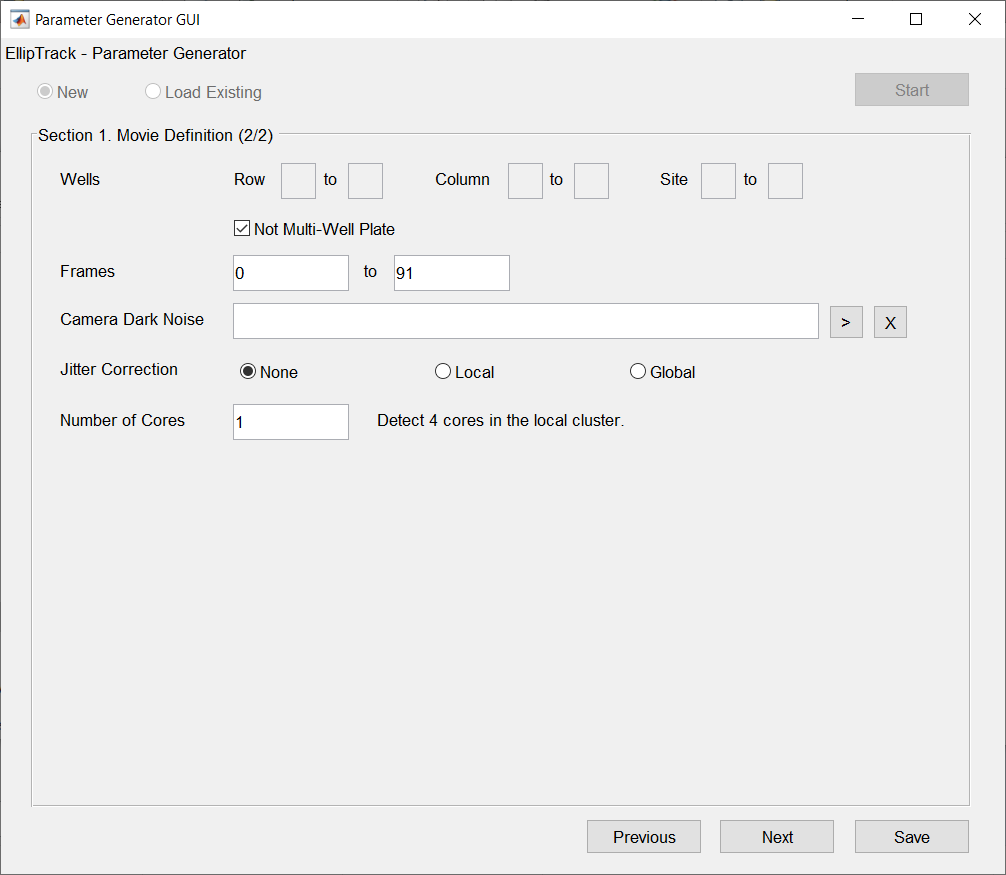 Parameter Generator GUI
EllipTrack - Parameter Generator
New Load Existing Start
Section 1. Movie Definition (2/2)
Wells Row to Column to Site to
Not Multi-Well Plate
Frames 0 to 91
Camera Dark Noise > X
Jitter Correction None Local Global
Number of Cores 1 Detect 4 cores in the local cluster.
Previous Next Save